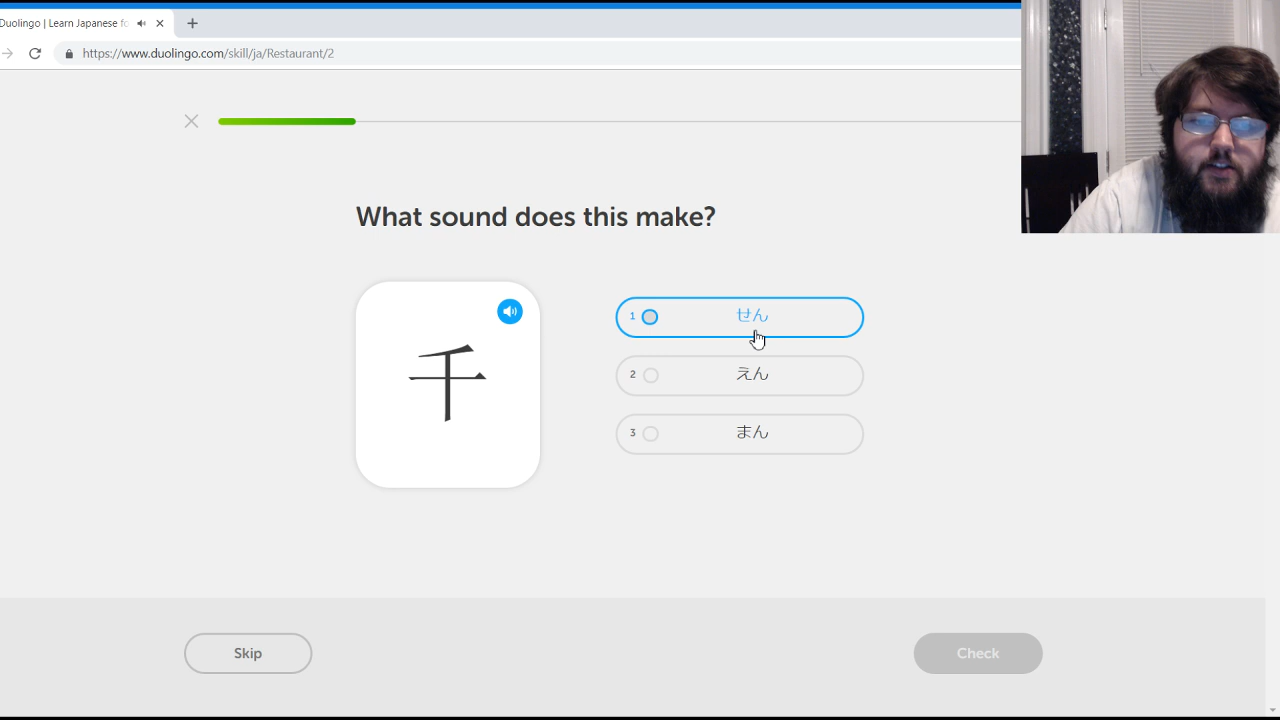 Duolingo | Learn Japanese fo
https://www.duolingo.com/skill/ja/Restaurant/2
What sound does this make?
千
1 せん
2 えん
3 まん
Skip
Check